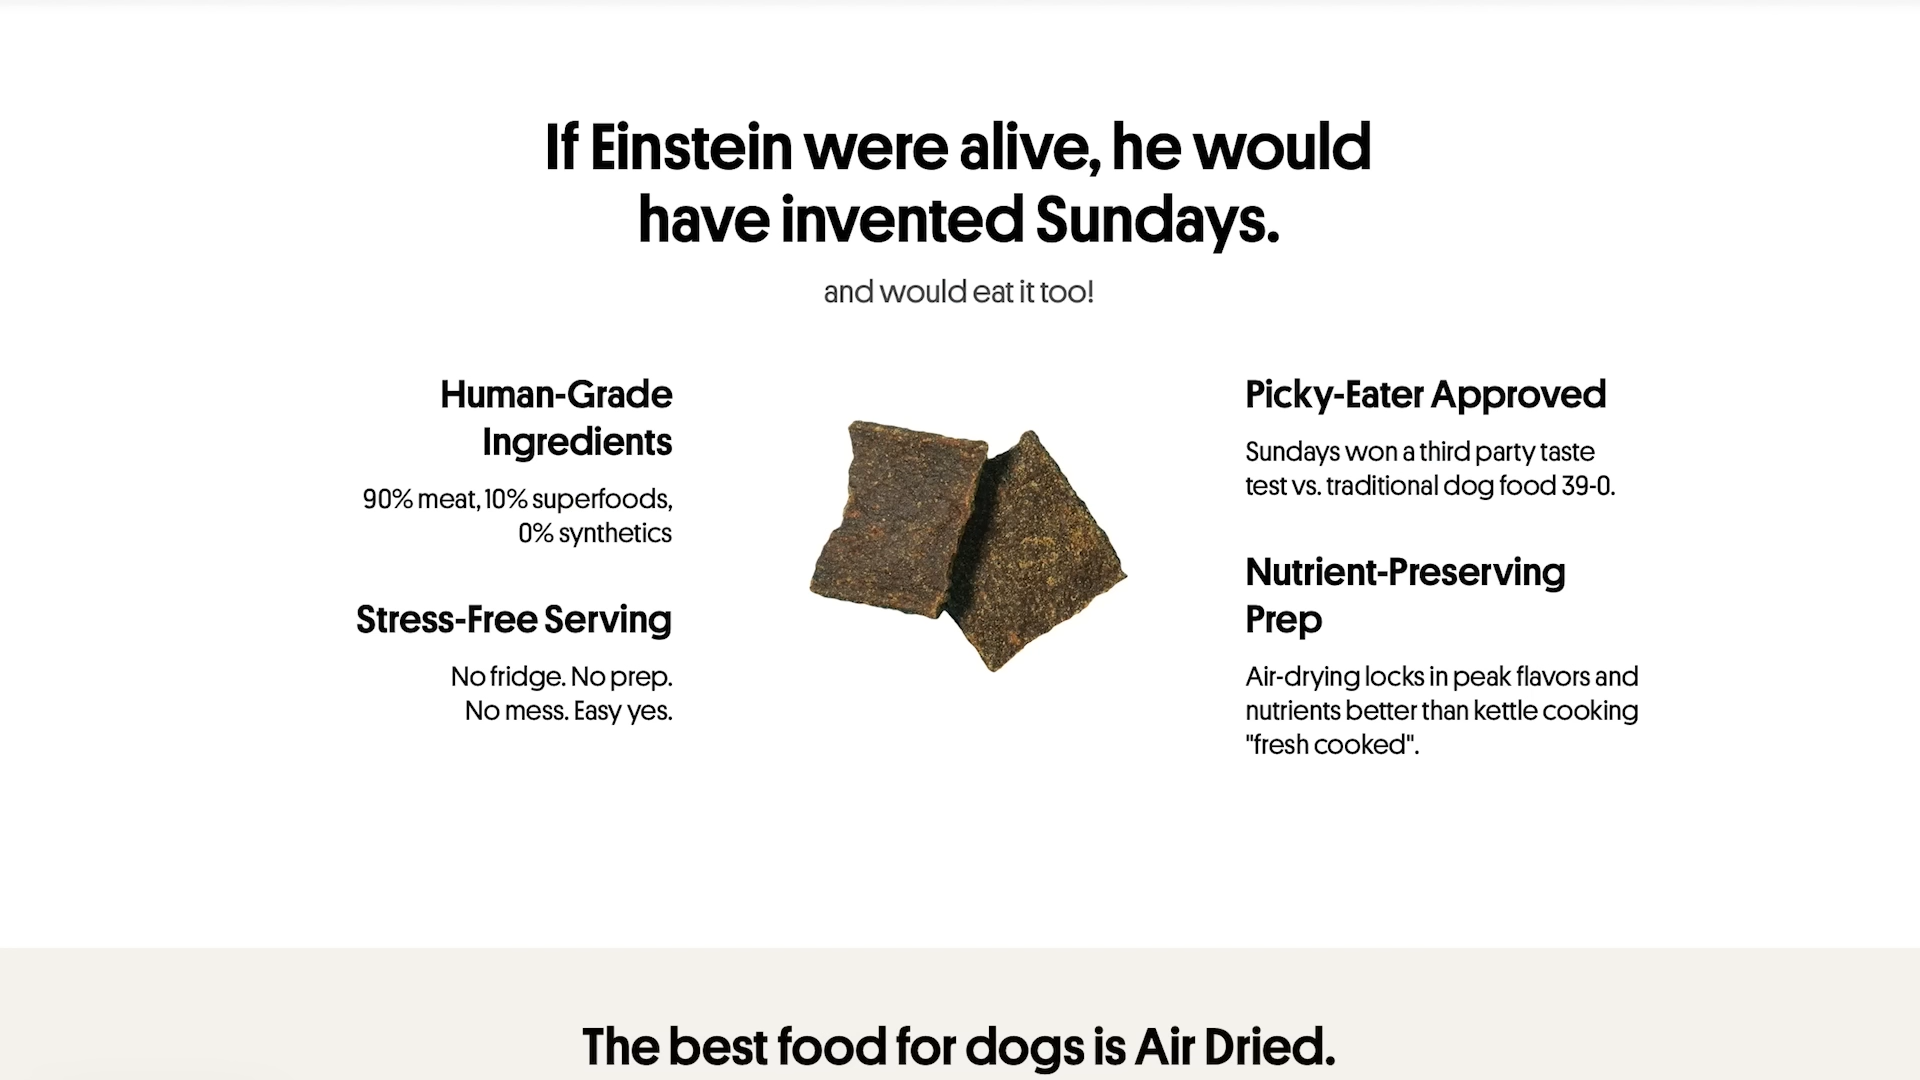 If Einstein were alive, he would
have invented Sundays.
and would eat it too!
Human-Grade
Ingredients
90% meat, 10% superfoods,
0% synthetics
Stress-Free Serving
No fridge. No prep.
No mess. Easy yes.
Picky-Eater Approved
Sundays won a third party taste
test vs. traditional dog food 39-0.
Nutrient-Preserving
Prep
Air-drying locks in peak flavors and
nutrients better than kettle cooking
"fresh cooked".
The best food for dogs is Air Dried.